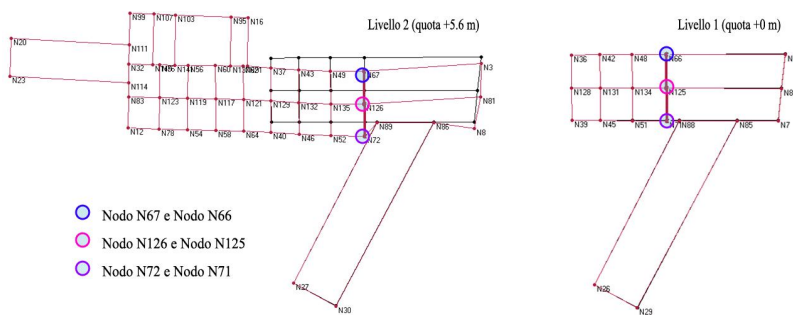 Livello 2 (quota +5.6 m)
Livello 1 (quota +0 m)
N99 N107 N103 N95 N16
N20 N111
N23 N32 N56 N60 N37 N43 N49 N67 N3
N114
N83 N123 N119 N117 N121 N129 N132 N135 N126 N81
N12 N78 N54 N58 N64 N40 N46 N52 N72 N89 N86 N8
N27 N30
N36 N42 N48 N66 N
N128 N131 N134 N125 N8
N39 N45 N51 N88 N85 N7
N26 N29
Nodo N67 e Nodo N66
Nodo N126 e Nodo N125
Nodo N72 e Nodo N71